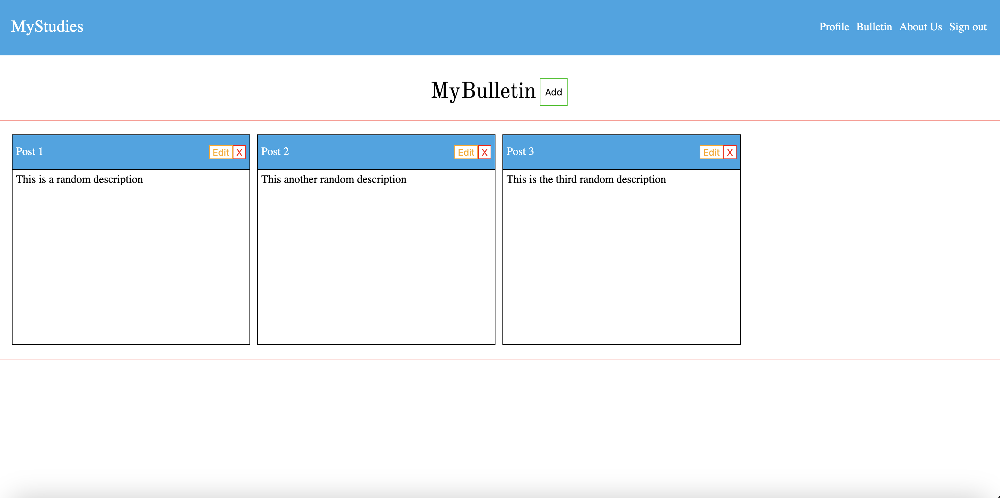 MyStudies
Profile Bulletin About Us Sign out
MyBulletin Add
Post 1 Edit X
This is a random description
Post 2 Edit X
This another random description
Post 3 Edit X
This is the third random description